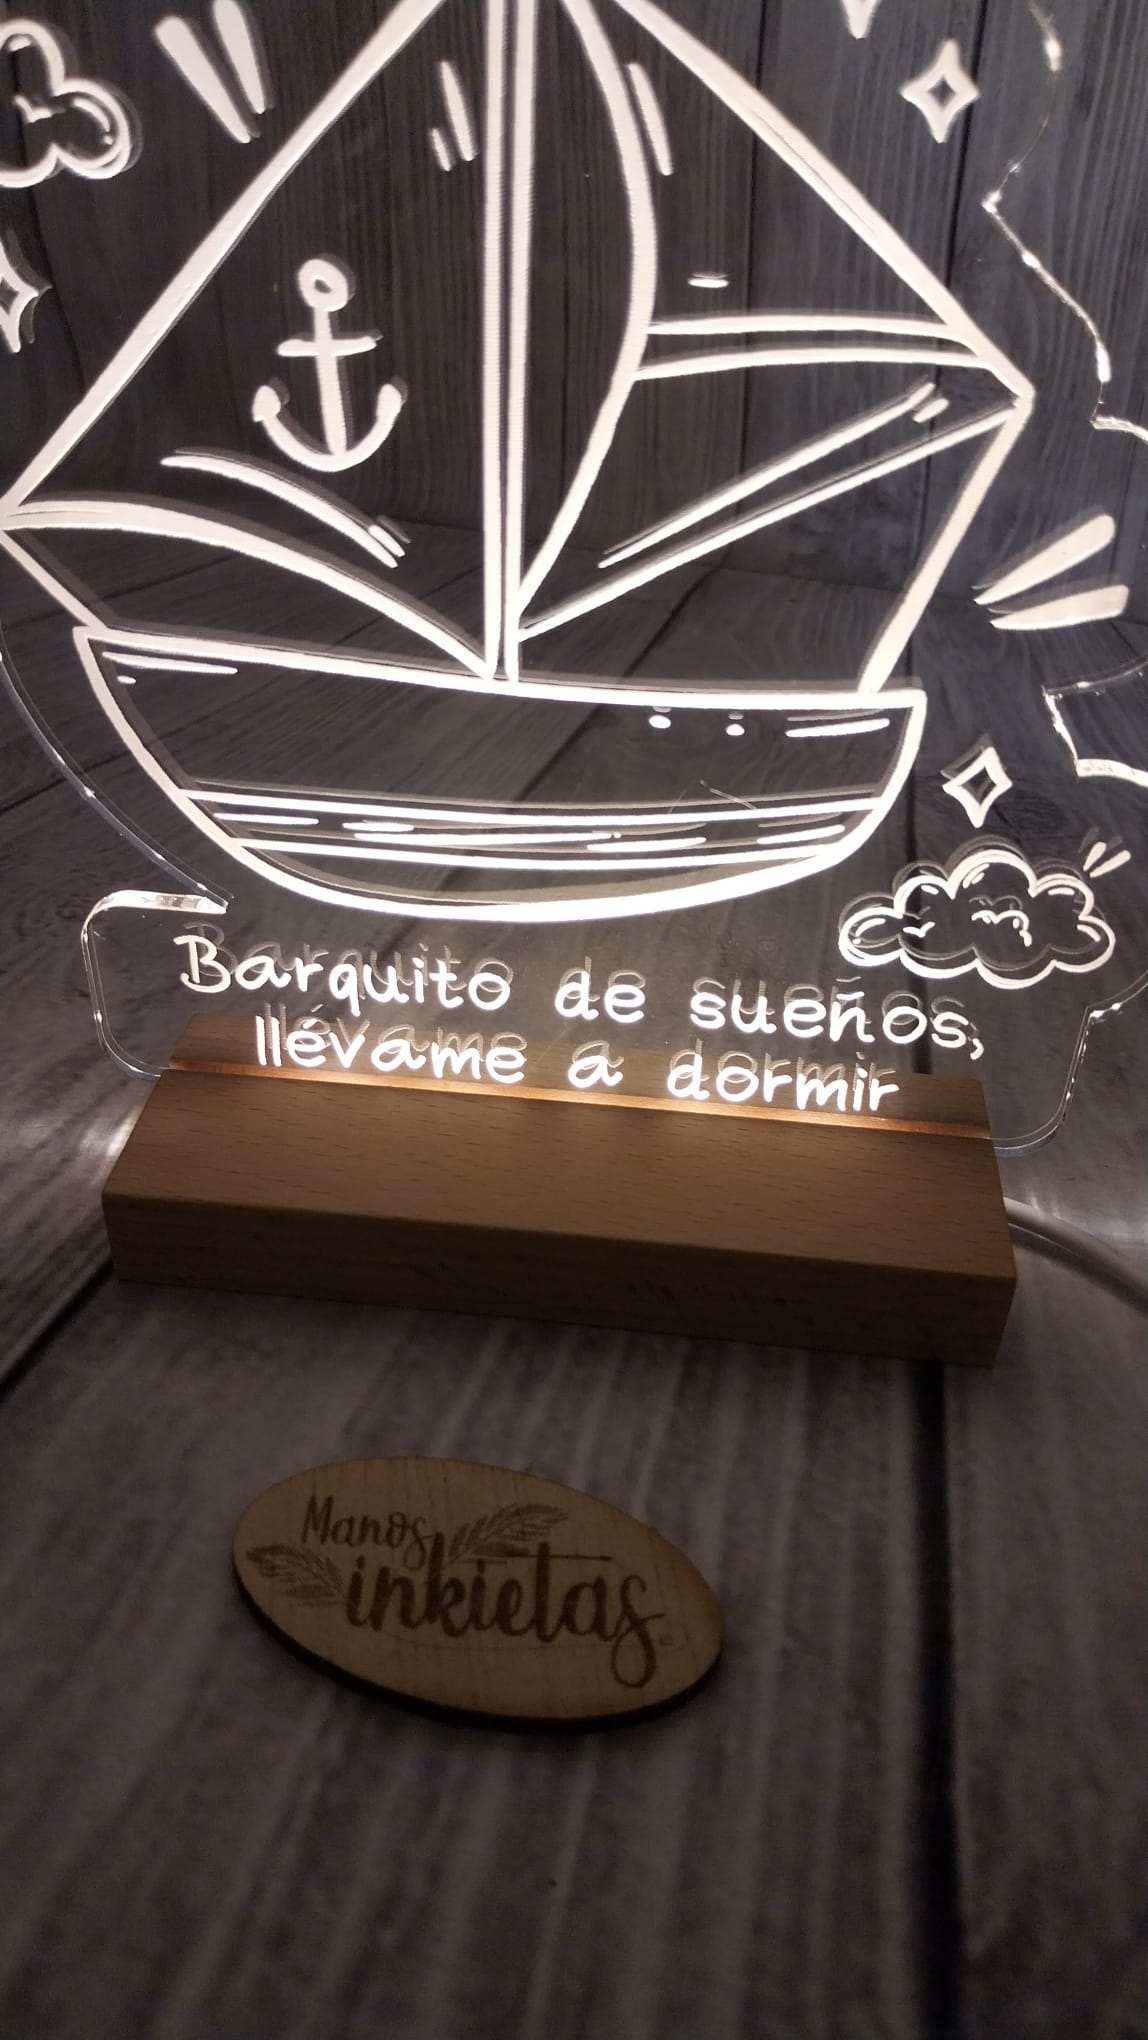 Barquito de sueños,
llévame a dormir
Manos
inkietas